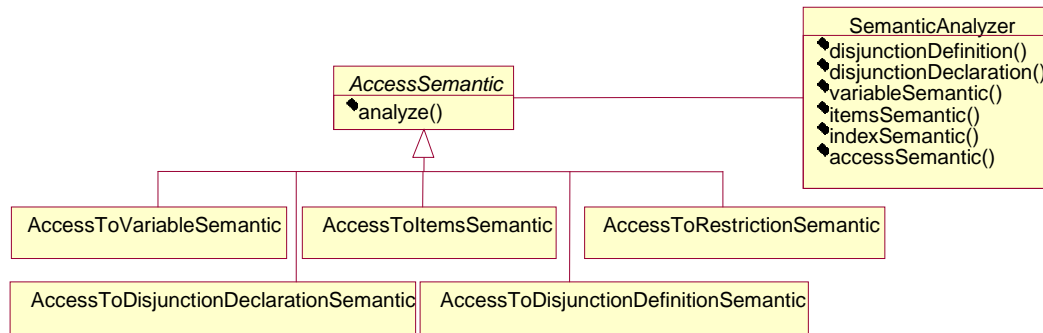 SemanticAnalyzer
disjunctionDefinition()
disjunctionDeclaration()
variableSemantic()
itemsSemantic()
indexSemantic()
accessSemantic()
AccessSemantic
analyze()
AccessToVariableSemantic
AccessToItemsSemantic
AccessToRestrictionSemantic
AccessToDisjunctionDeclarationSemantic
AccessToDisjunctionDefinitionSemantic